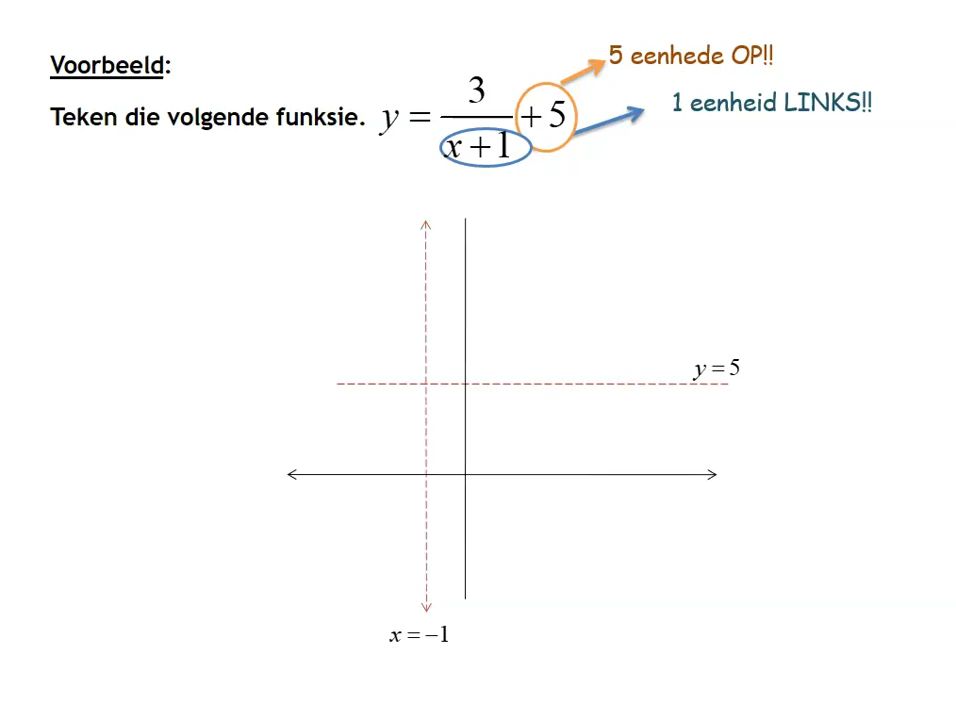 Voorbeeld:
5 eenhede OP!!
1 eenheid LINKS!!
Teken die volgende funksie. y = 3/(x+1) + 5
y = 5
x = −1